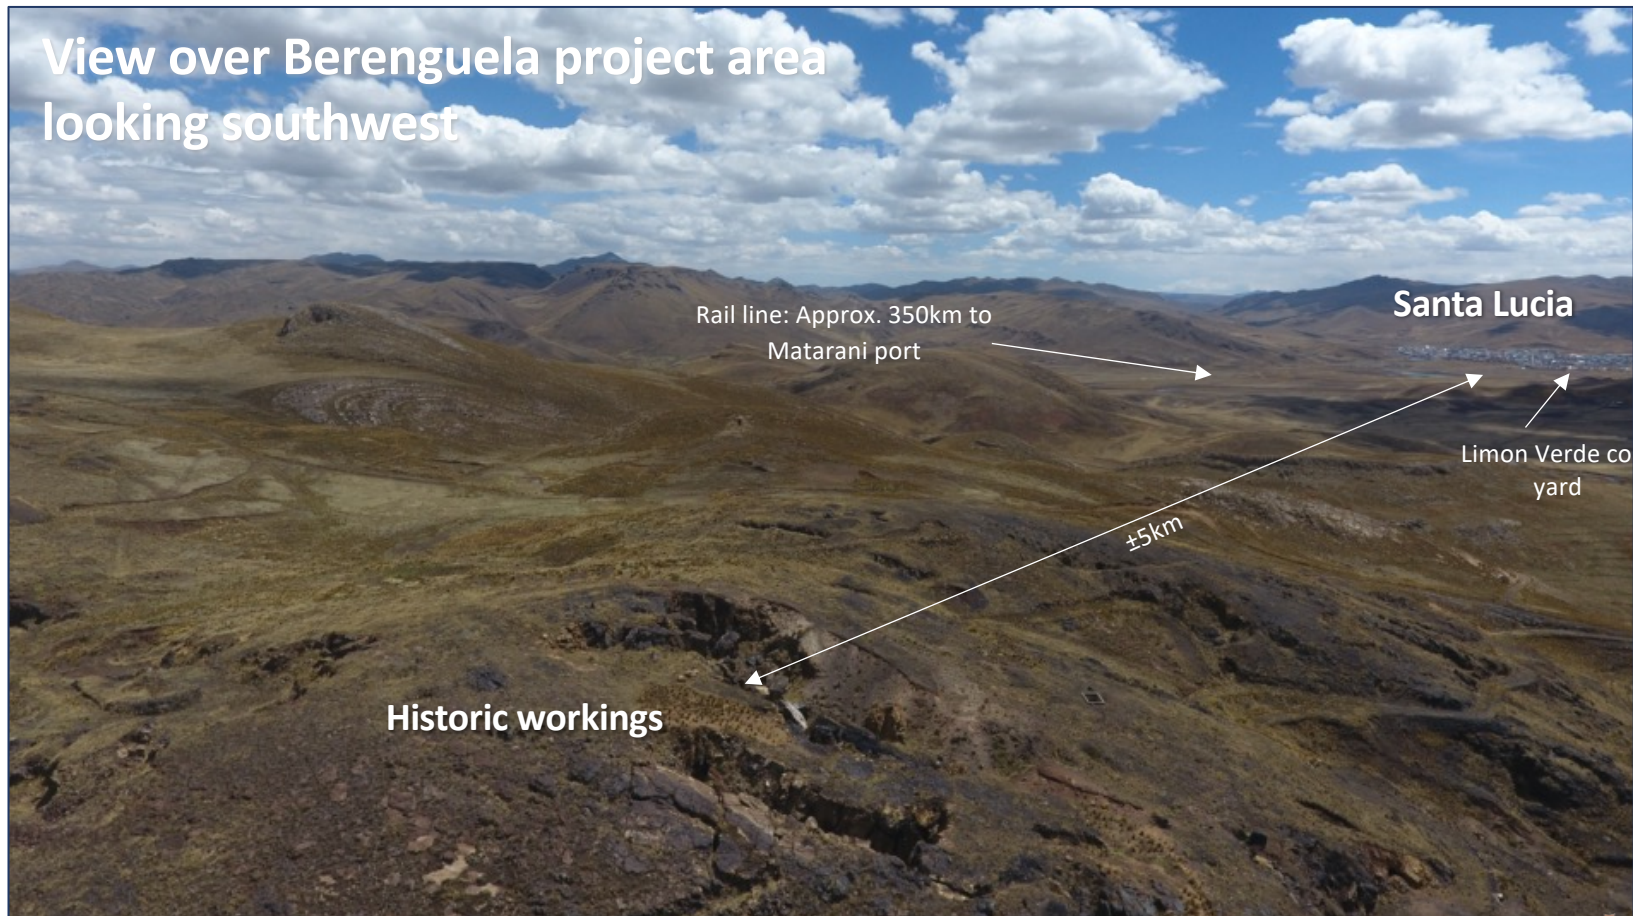 View over Berenguela project area
looking southwest
Rail line: Approx. 350km to
Matarani port
Santa Lucia
Limon Verde
yard
±5km
Historic workings